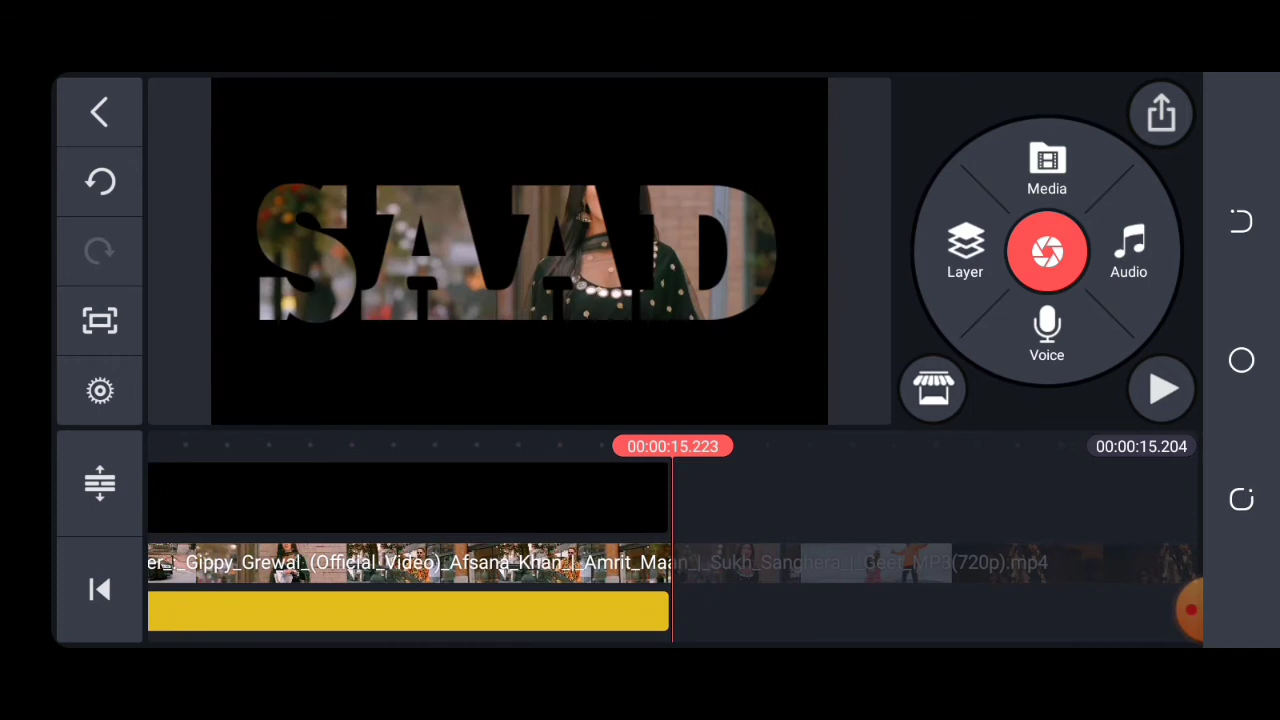 SAAD
Media
Layer
Audio
Voice
00:00:15.223
00:00:15.204
er_:_Gippy_Grewal_(Official_Video)_Afsana_Khan_|_Amrit_Maan_|_Sukh_Sanghera_|_Geet_MP3(720p).mp4